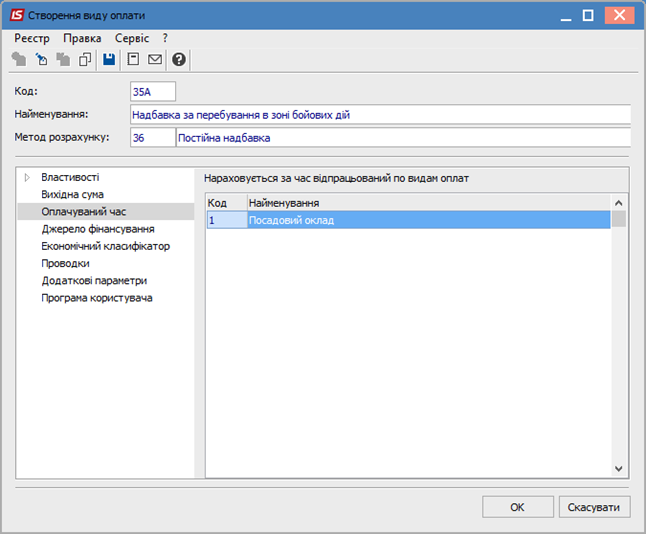 IS Створення виду оплати
Реєстр Правка Сервіс ?
Код: 35А
Найменування: Надбавка за перебування в зоні бойових дій
Метод розрахунку: 36 Постійна надбавка
Властивості
Вихідна сума
Оплачуваний час
Джерело фінансування
Економічний класифікатор
Проводки
Додаткові параметри
Програма користувача
Нараховується за час відпрацьований по видам оплат
Код Найменування
1 Посадовий оклад
OK Скасувати